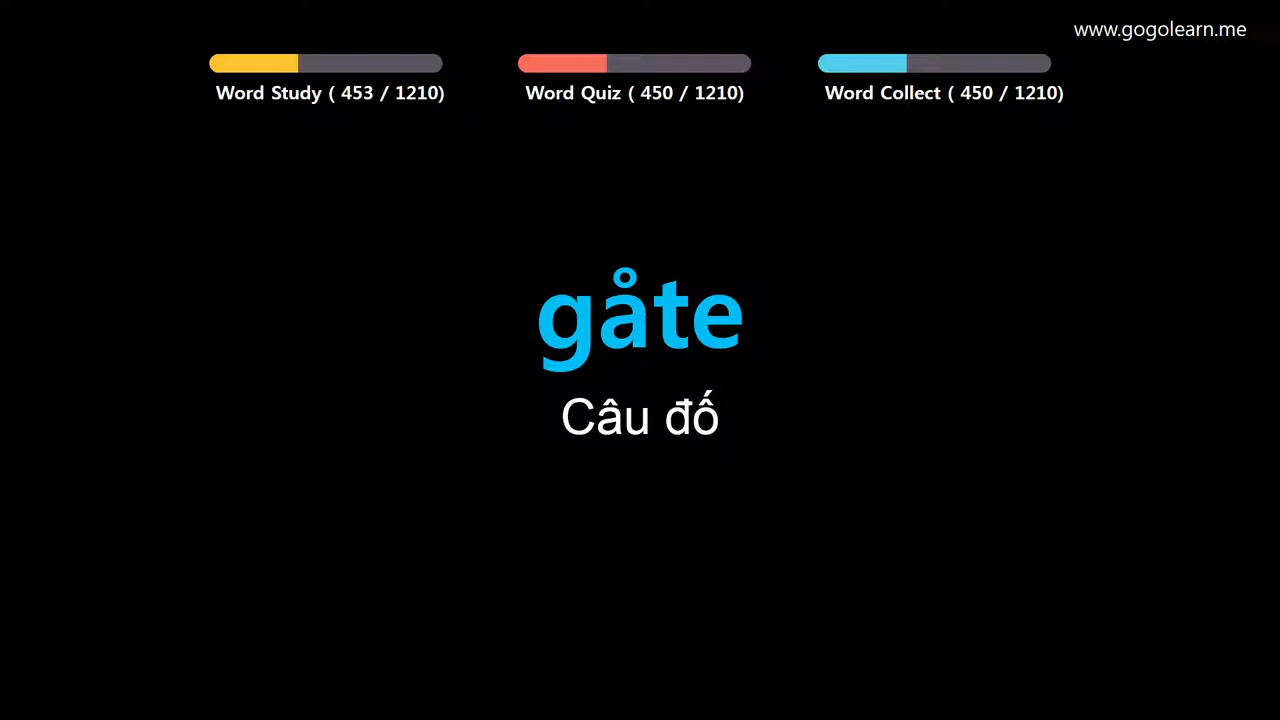 www.gogolearn.me
Word Study ( 453 / 1210)
Word Quiz ( 450 / 1210)
Word Collect ( 450 / 1210)
gåte
Câu đố